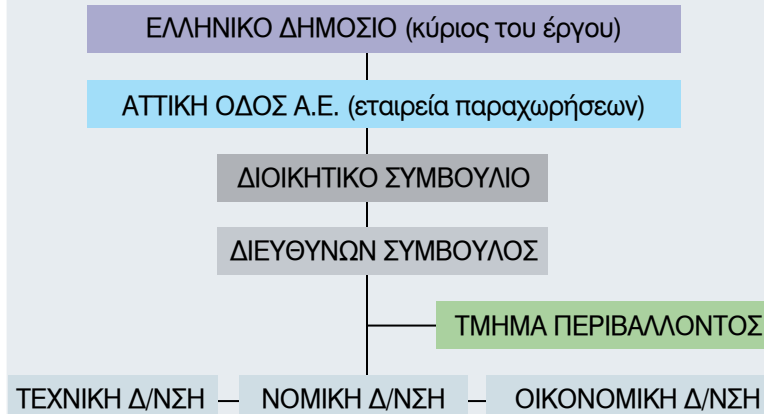 ΕΛΛΗΝΙΚΟ ΔΗΜΟΣΙΟ (κύριος του έργου)
ΑΤΤΙΚΗ ΟΔΟΣ Α.Ε. (εταιρεία παραχωρήσεων)
ΔΙΟΙΚΗΤΙΚΟ ΣΥΜΒΟΥΛΙΟ
ΔΙΕΥΘΥΝΩΝ ΣΥΜΒΟΥΛΟΣ
ΤΜΗΜΑ ΠΕΡΙΒΑΛΛΟΝΤΟΣ
ΤΕΧΝΙΚΗ Δ/ΝΣΗ ΝΟΜΙΚΗ Δ/ΝΣΗ ΟΙΚΟΝΟΜΙΚΗ Δ/ΝΣΗ